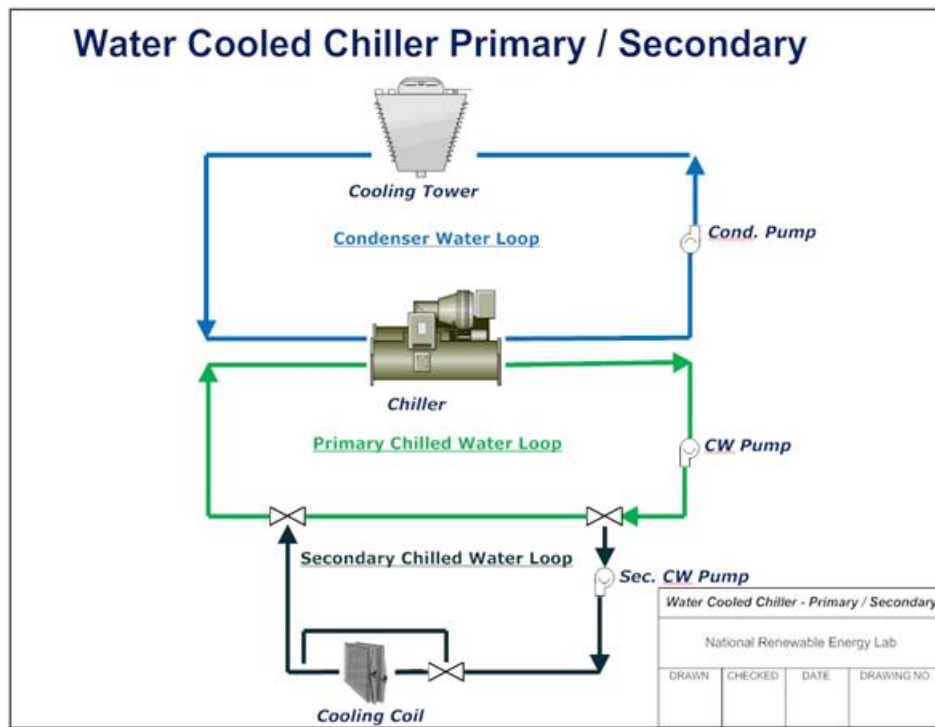 Water Cooled Chiller Primary / Secondary
Cooling Tower
Condenser Water Loop
Cond. Pump
Chiller
Primary Chilled Water Loop
CW Pump
Secondary Chilled Water Loop
Sec. CW Pump
Cooling Coil
Water Cooled Chiller - Primary / Secondary
National Renewable Energy Lab
DRAWN CHECKED DATE DRAWING NO.